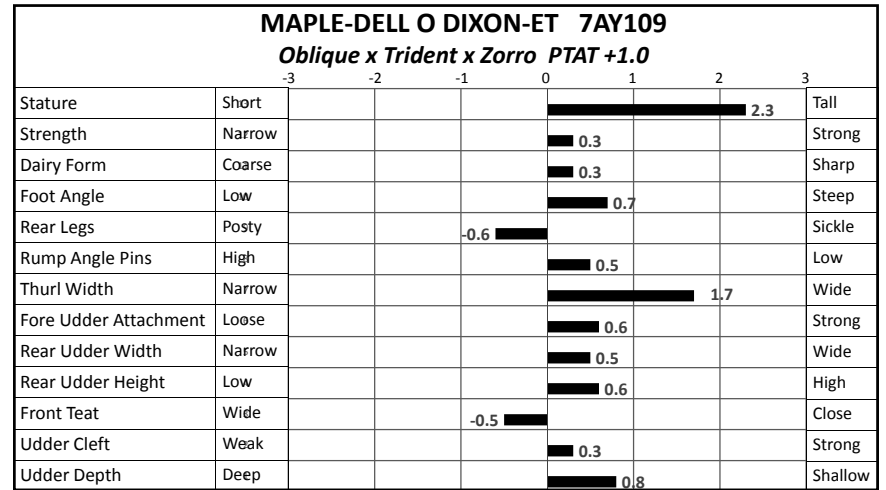 MAPLE-DELL O DIXON-ET 7AY109
Oblique x Trident x Zorro PTAT +1.0
-3 -2 -1 0 1 2 3
Stature Short 2.3 Tall
Strength Narrow 0.3 Strong
Dairy Form Coarse 0.3 Sharp
Foot Angle Low 0.7 Steep
Rear Legs Posty -0.6 Sickle
Rump Angle Pins High 0.5 Low
Thurl Width Narrow 1.7 Wide
Fore Udder Attachment Loose 0.6 Strong
Rear Udder Width Narrow 0.5 Wide
Rear Udder Height Low 0.6 High
Front Teat Wide -0.5 Close
Udder Cleft Weak 0.3 Strong
Udder Depth Deep 0.8 Shallow